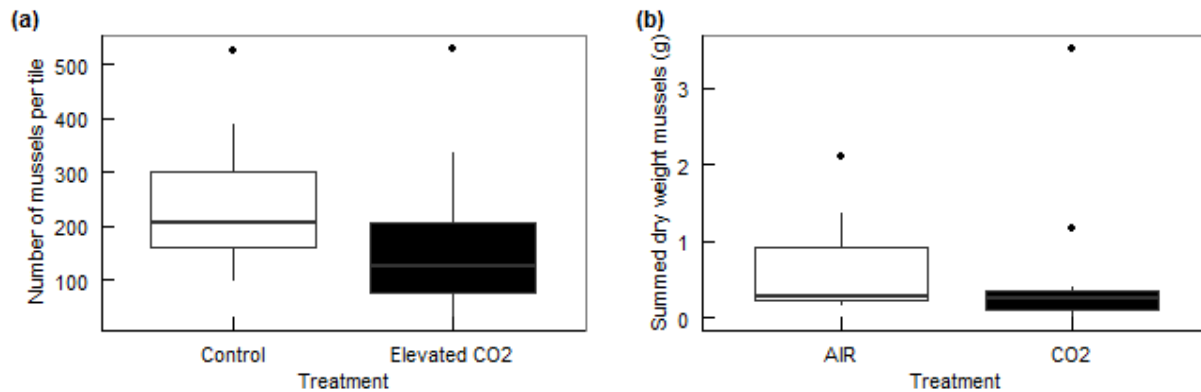 (a)
Number of mussels per tile
500
400
300
200
100
Control
Elevated CO2
Treatment
(b)
Summed dry weight mussels (g)
3
2
1
0
AIR
CO2
Treatment